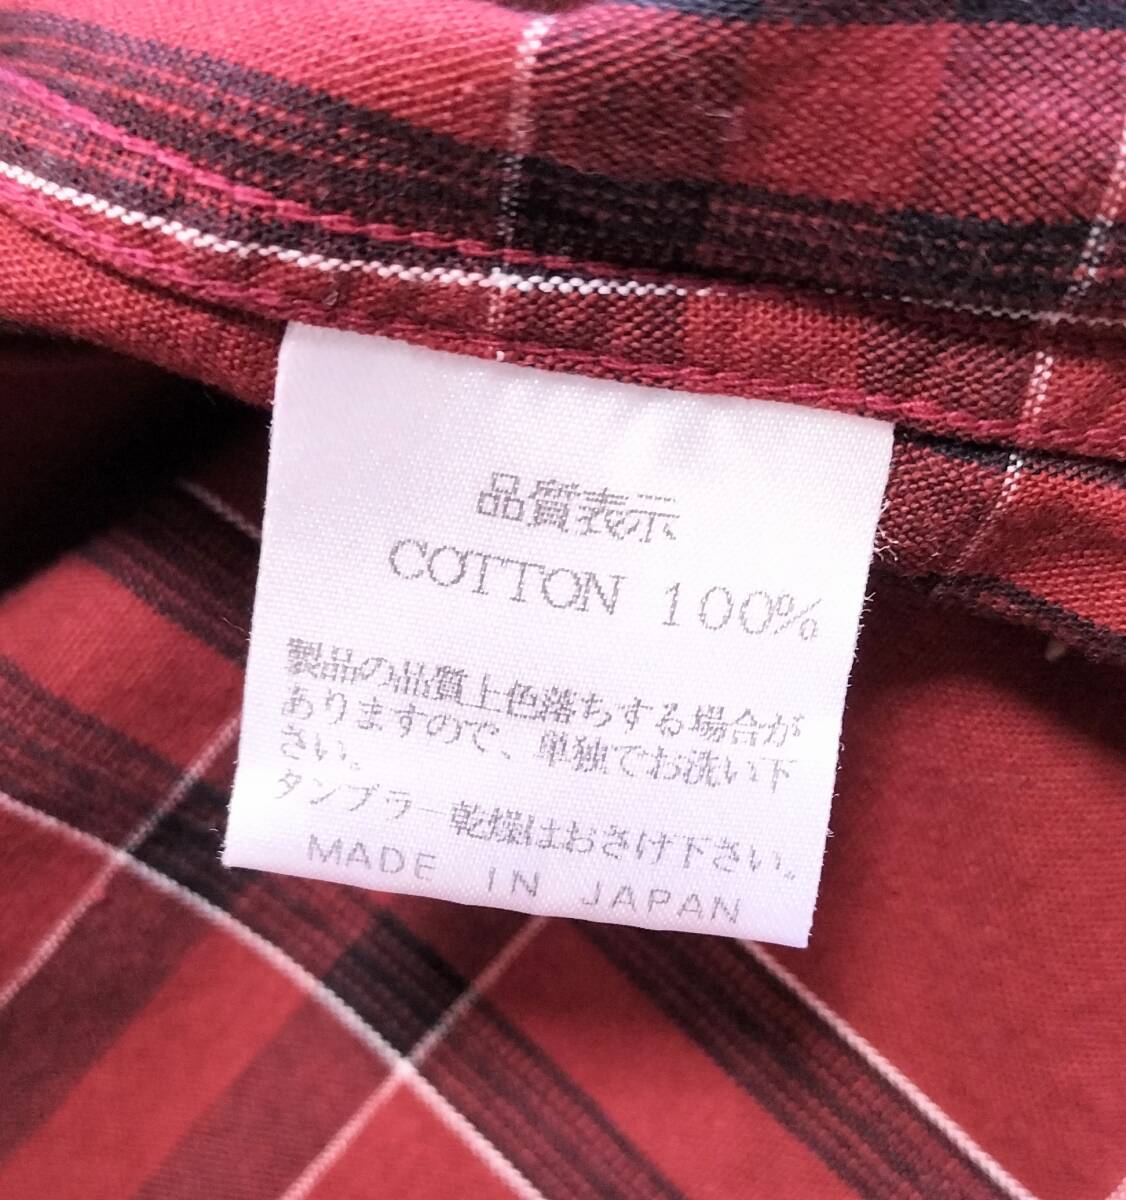 品質表示
COTTON 100%
製品の品質上色落ちする場合が
ありますので、単独でお洗い下
さい。
タンブラー乾燥はおさけ下さい。
MADE IN JAPAN